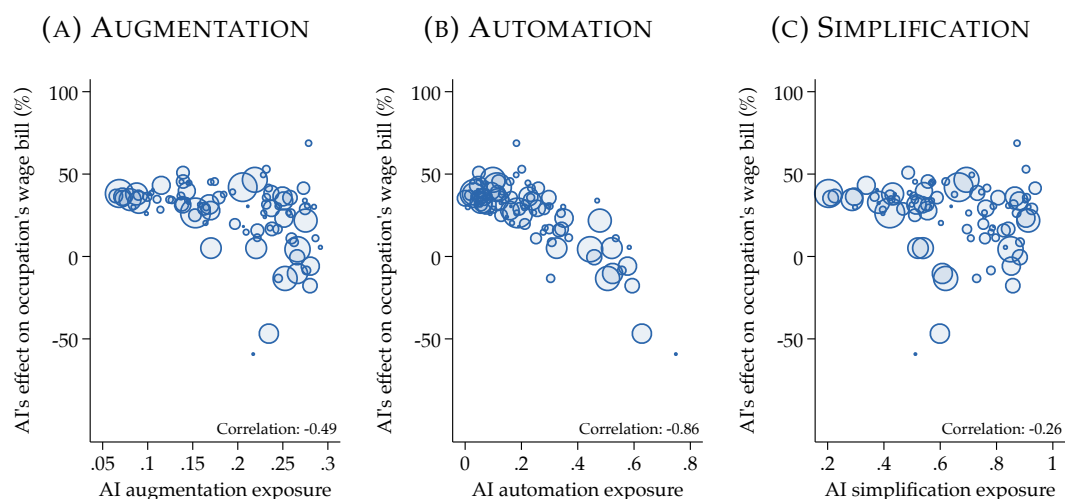 (A) AUGMENTATION
AI's effect on occupation's wage bill (%)
100
50
0
-50
Correlation: -0.49
.05 .1 .15 .2 .25 .3
AI augmentation exposure
(B) AUTOMATION
AI's effect on occupation's wage bill (%)
100
50
0
-50
Correlation: -0.86
0 .2 .4 .6 .8
AI automation exposure
(C) SIMPLIFICATION
AI's effect on occupation's wage bill (%)
100
50
0
-50
Correlation: -0.26
.2 .4 .6 .8 1
AI simplification exposure